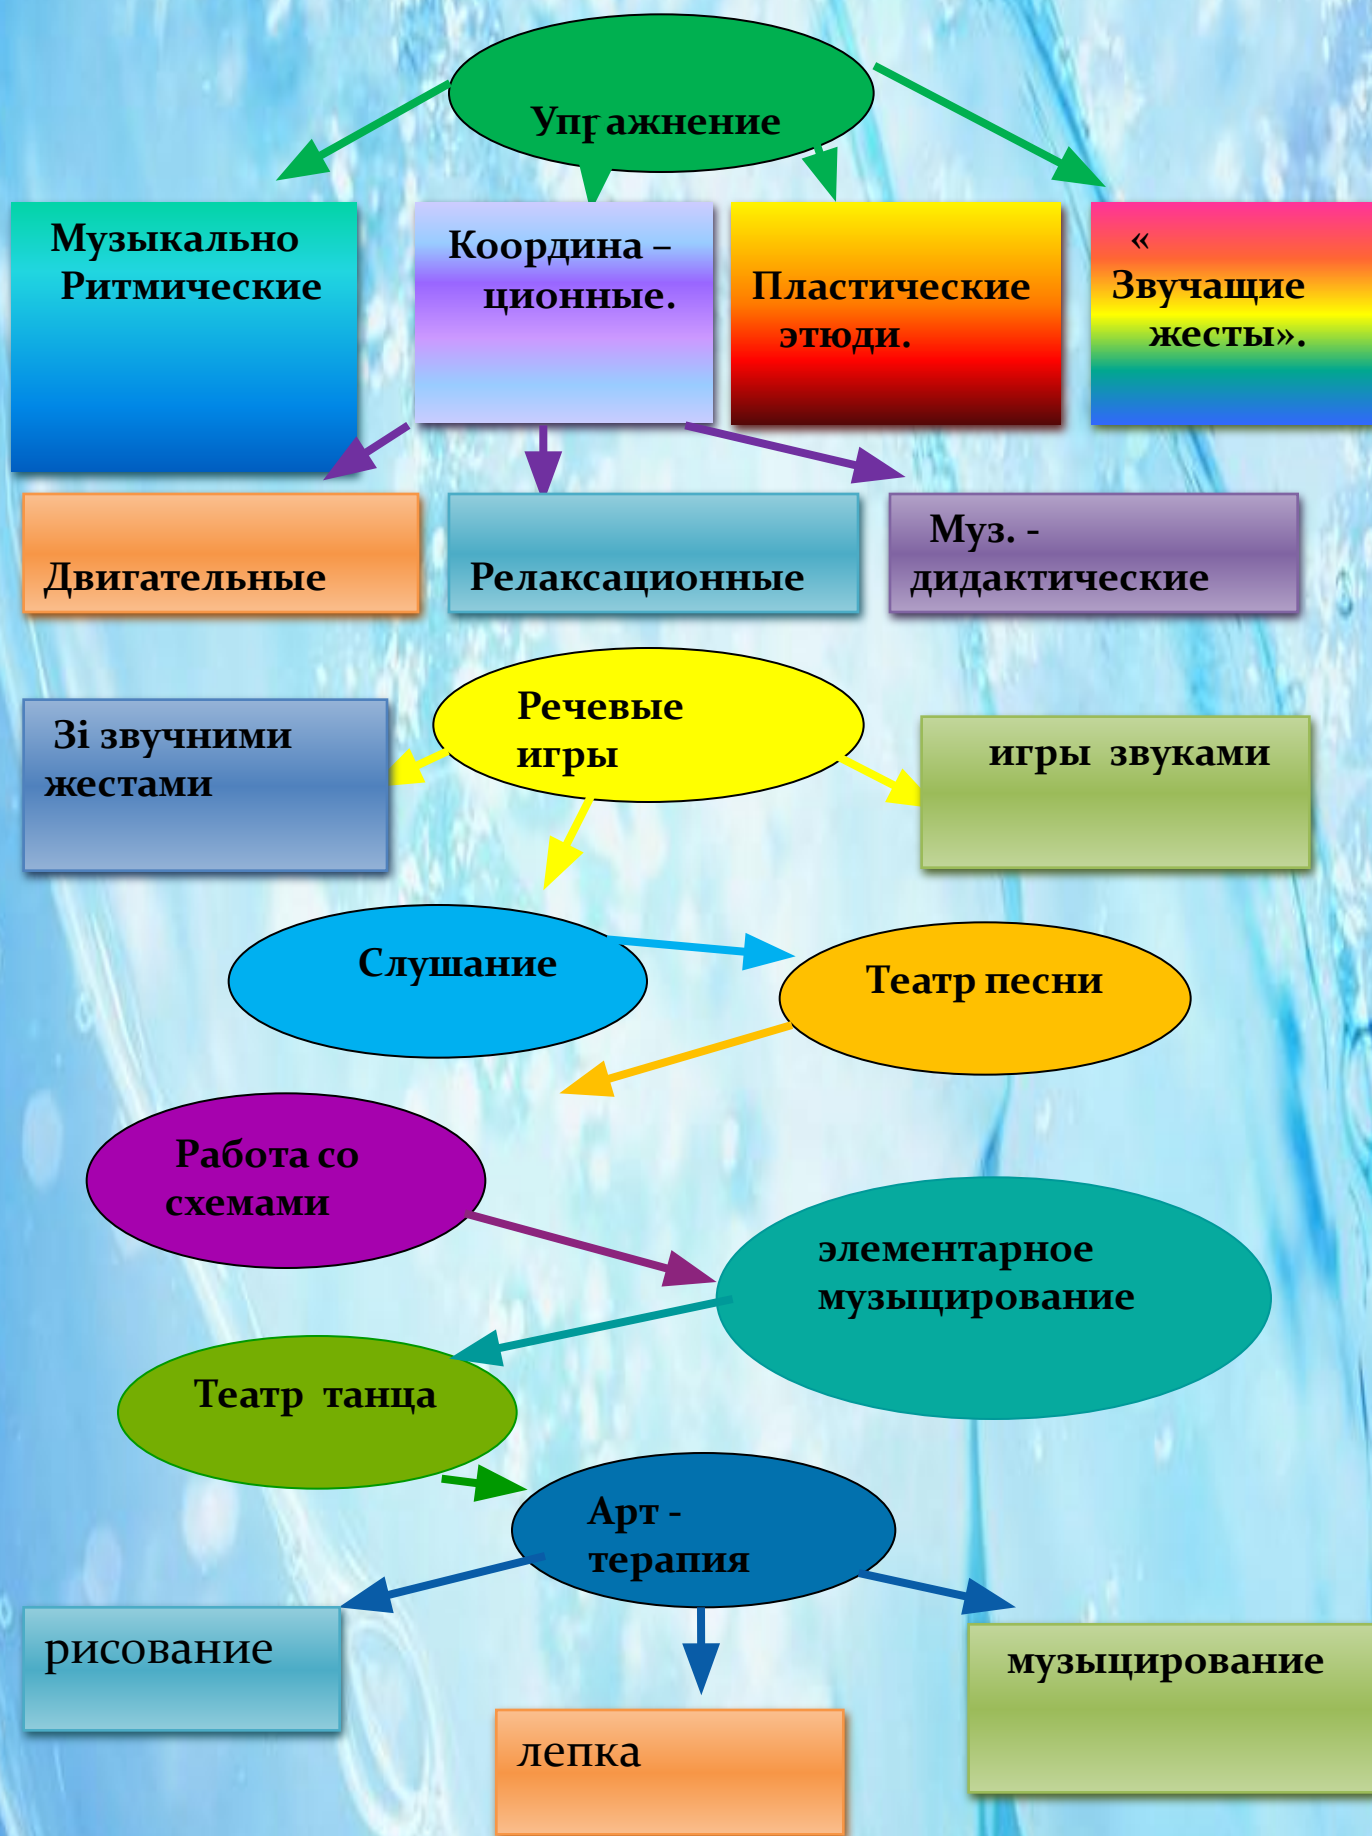 Упражнение
Музыкально
Ритмические
Координа –
ционные.
Пластические
этюди.
«
Звучащие
жесты».
Двигательные
Релаксационные
Муз. -
дидактические
Речевые
игры
Зі звучними
жестами
игры звуками
Слушание
Театр песни
Работа со
схемами
элементарное
музыцирование
Театр танца
Арт -
терапия
рисование
музыцирование
лепка